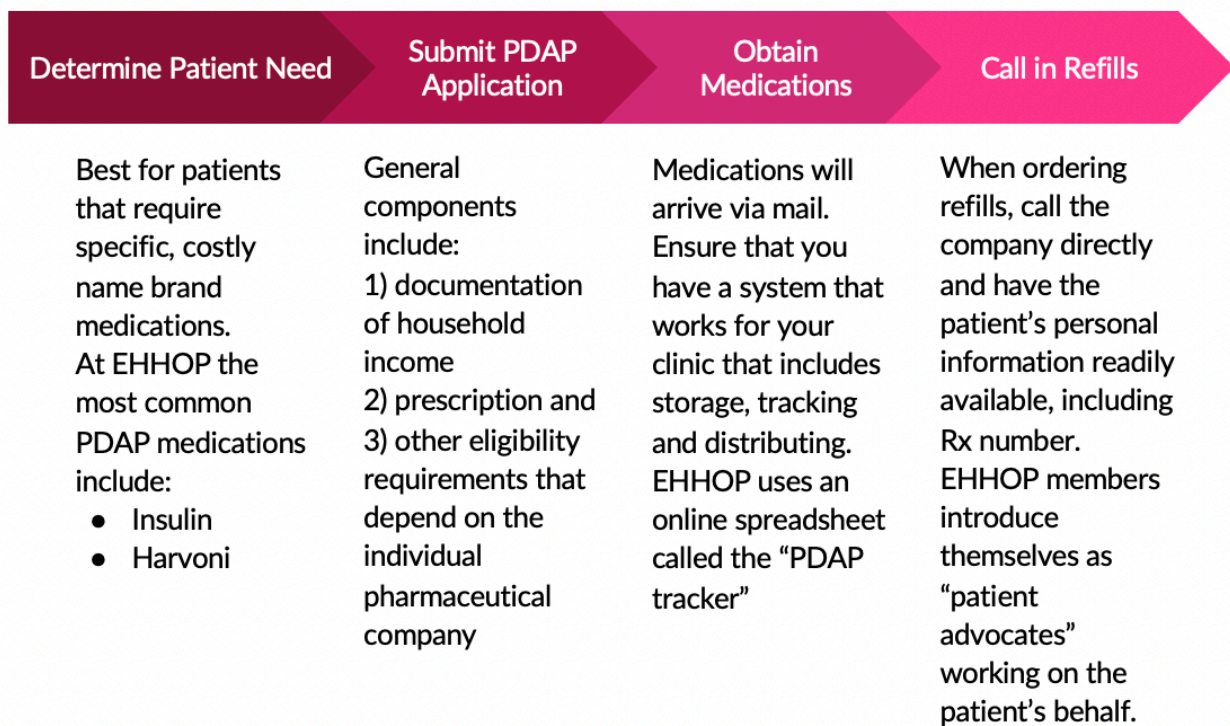 Determine Patient Need
Submit PDAP
Application
Obtain
Medications
Call in Refills
Best for patients
that require
specific, costly
name brand
medications.
At EHHOP the
most common
PDAP medications
include:
● Insulin
● Harvoni
General
components
include:
1) documentation
of household
income
2) prescription and
3) other eligibility
requirements that
depend on the
individual
pharmaceutical
company
Medications will
arrive via mail.
Ensure that you
have a system that
works for your
clinic that includes
storage, tracking
and distributing.
EHHOP uses an
online spreadsheet
called the “PDAP
tracker”
When ordering
refills, call the
company directly
and have the
patient’s personal
information readily
available, including
Rx number.
EHHOP members
introduce
themselves as
“patient
advocates”
working on the
patient’s behalf.